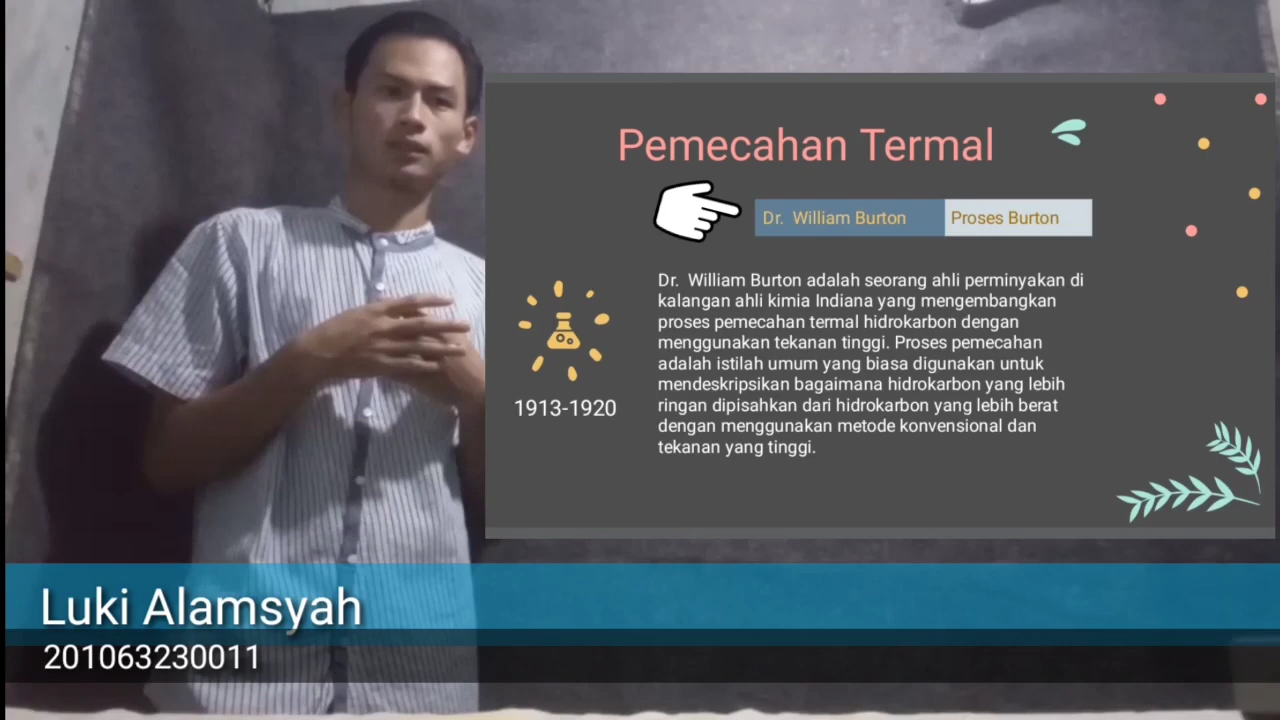 Pemecahan Termal
Dr. William Burton
Proses Burton
Dr. William Burton adalah seorang ahli perminyakan di
kalangan ahli kimia Indiana yang mengembangkan
proses pemecahan termal hidrokarbon dengan
menggunakan tekanan tinggi. Proses pemecahan
adalah istilah umum yang biasa digunakan untuk
mendeskripsikan bagaimana hidrokarbon yang lebih
ringan dipisahkan dari hidrokarbon yang lebih berat
dengan menggunakan metode konvensional dan
tekanan yang tinggi.
1913-1920
Luki Alamsyah
201063230011